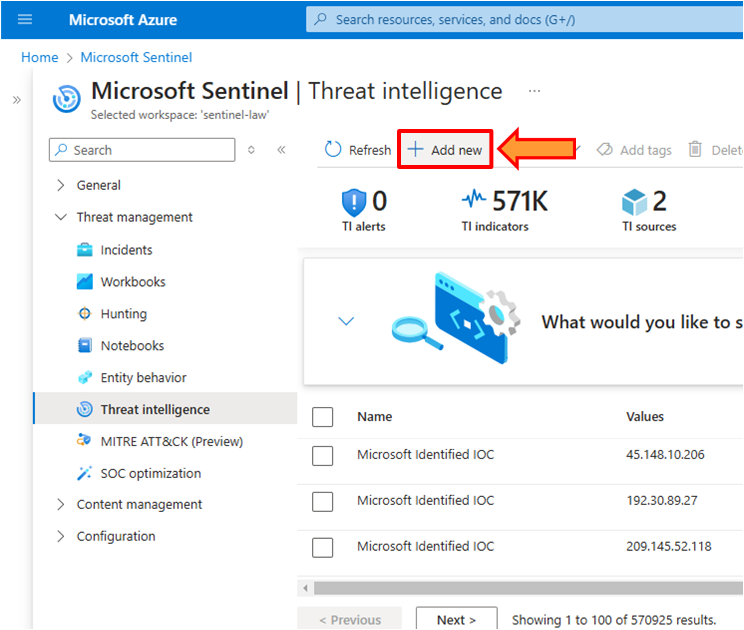 Microsoft Azure
Search resources, services, and docs (G+/)
Home > Microsoft Sentinel
Microsoft Sentinel | Threat intelligence ...
Selected workspace: 'sentinel-law'
Search
Refresh
Add new
Add tags
Delet
General
Threat management
Incidents
Workbooks
Hunting
Notebooks
Entity behavior
Threat intelligence
MITRE ATT&CK (Preview)
SOC optimization
Content management
Configuration
0
TI alerts
571K
TI indicators
2
TI sources
What would you like to s
Name Values
Microsoft Identified IOC 45.148.10.206
Microsoft Identified IOC 192.30.89.27
Microsoft Identified IOC 209.145.52.118
< Previous Next > Showing 1 to 100 of 570925 results.